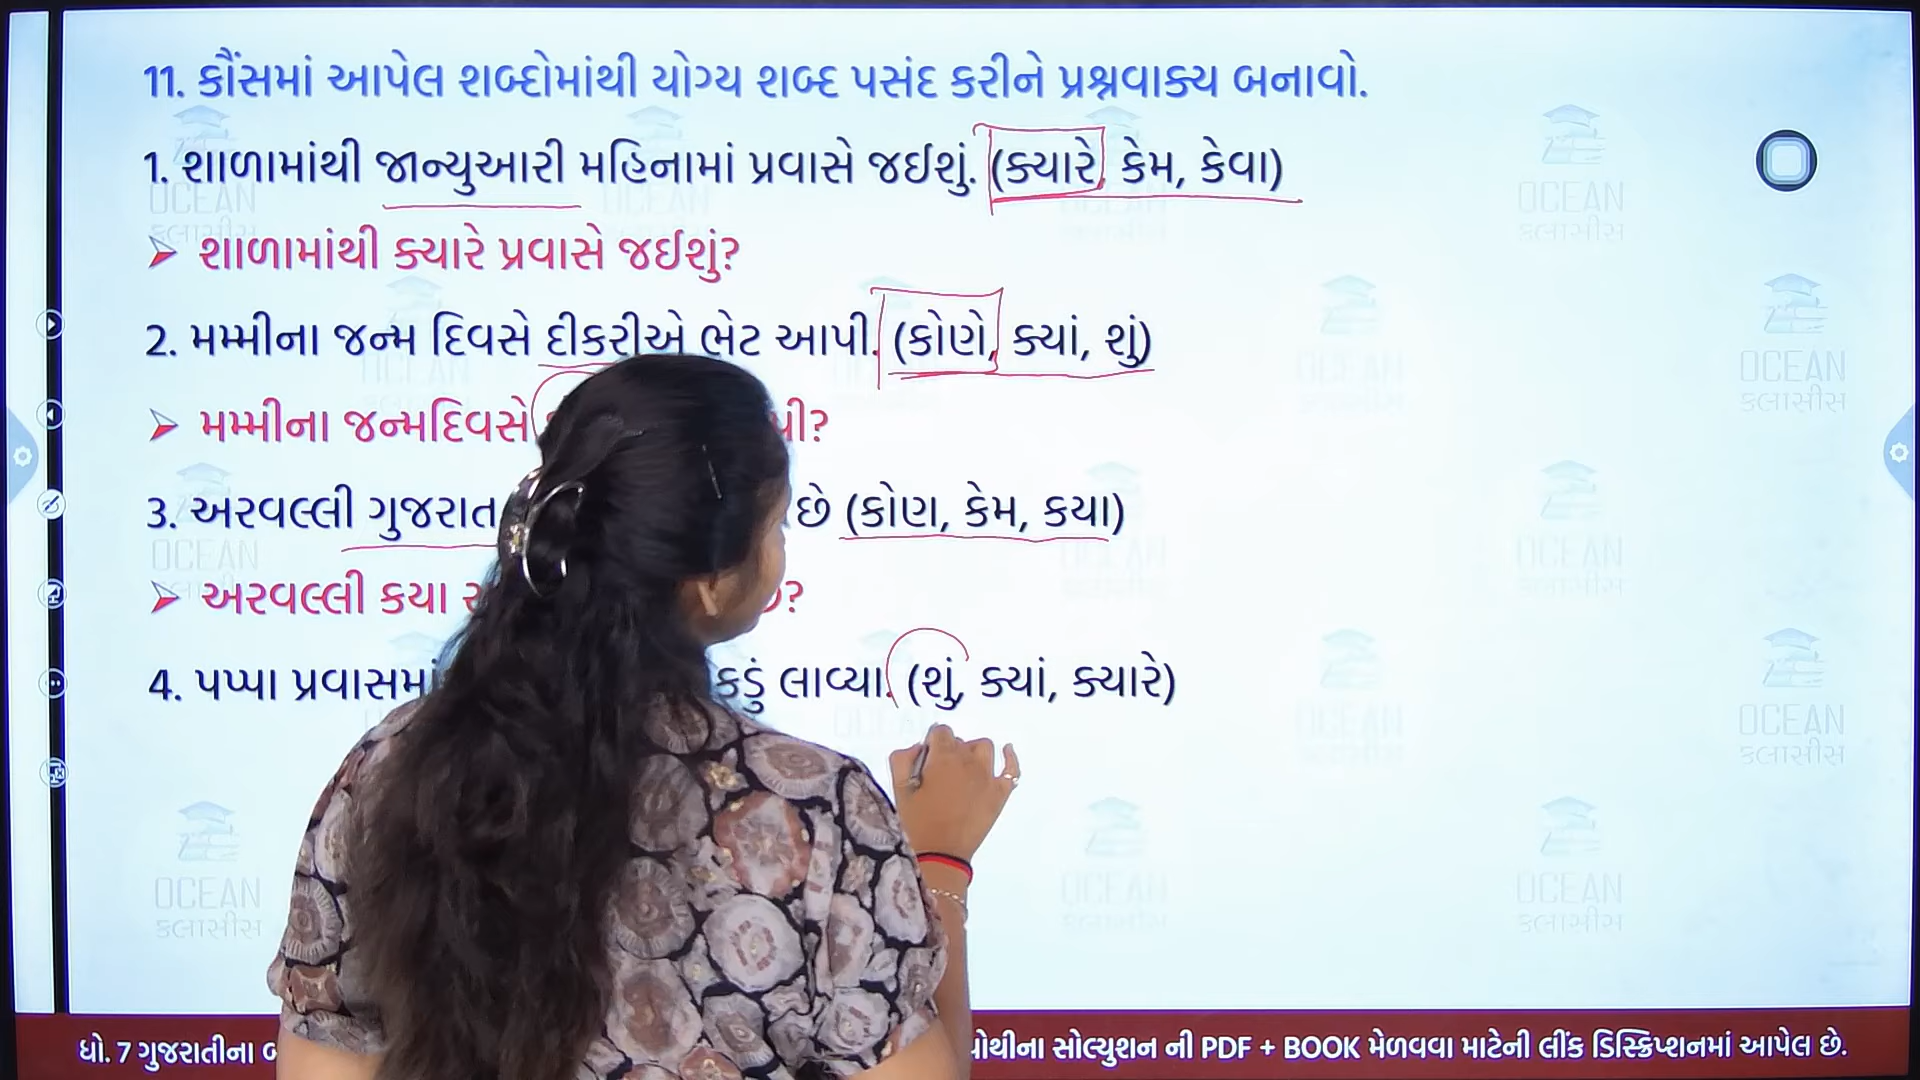 11. કૌંસમાં આપેલ શબ્દોમાંથી યોગ્ય શબ્દ પસંદ કરીને પ્રશ્નવાક્ય બનાવો.
1. શાળામાંથી જાન્યુઆરી મહિનામાં પ્રવાસે જઈશું. (ક્યારે, કેમ, કેવા)
➢ શાળામાંથી ક્યારે પ્રવાસે જઈશું?
2. મમ્મીના જન્મ દિવસે દીકરીએ ભેટ આપી. (કોણે, ક્યાં, શું)
➢ મમ્મીના જન્મદિવસે
3. અરવલ્લી ગુજરાત છે (કોણ, કેમ, કયા)
➢ અરવલ્લી કયા
4. પપ્પા પ્રવાસમાં લાવ્યા. (શું, ક્યાં, ક્યારે)
OCEAN
ક્લાસીસ
ધો. 7 ગુજરાતીના સોલ્યુશન ની PDF + BOOK મેળવવા માટેની લીંક ડિસ્ક્રિપ્શનમાં આપેલ છે.